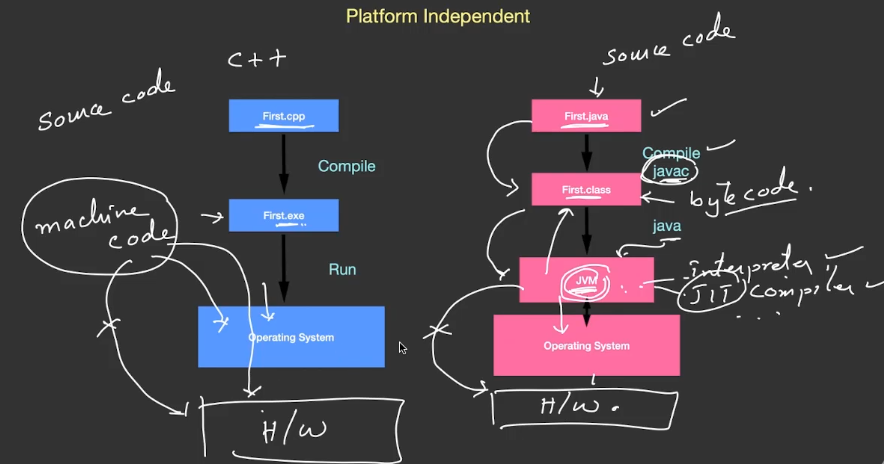 Platform Independent
C++
source code
First.cpp
Compile
machine
code
First.exe
Run
Operating System
H/W
source code
First.java
Compile
javac
First.class
byte code.
java
JVM
interpreter
JIT compiler
...
Operating System
H/W.